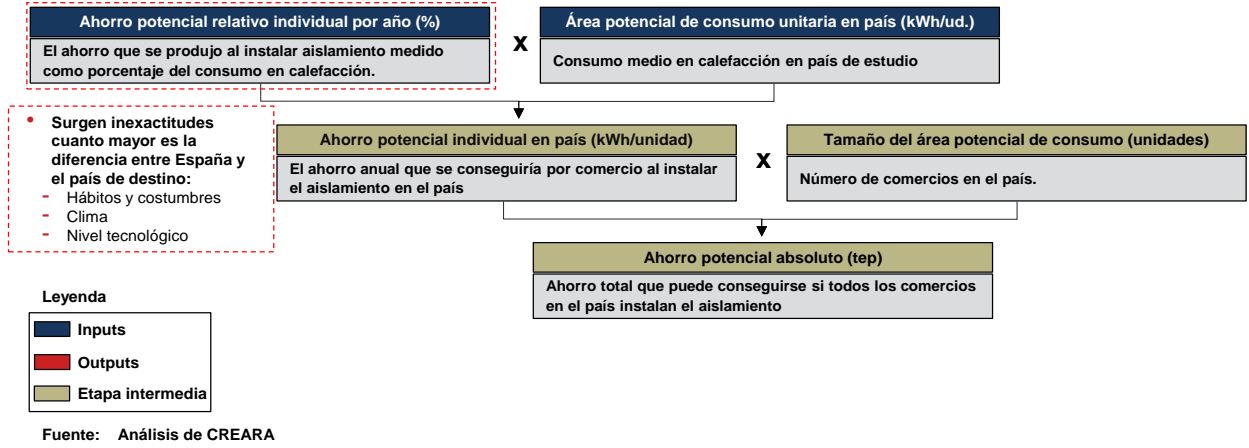 Ahorro potencial relativo individual por año (%)
El ahorro que se produjo al instalar aislamiento medido
como porcentaje del consumo en calefacción.
x
Área potencial de consumo unitaria en país (kWh/ud.)
Consumo medio en calefacción en país de estudio
• Surgen inexactitudes
cuanto mayor es la
diferencia entre España y
el país de destino:
- Hábitos y costumbres
- Clima
- Nivel tecnológico
Ahorro potencial individual en país (kWh/unidad)
El ahorro anual que se conseguiría por comercio al instalar
el aislamiento en el país
x
Tamaño del área potencial de consumo (unidades)
Número de comercios en el país.
Ahorro potencial absoluto (tep)
Ahorro total que puede conseguirse si todos los comercios
en el país instalan el aislamiento
Leyenda
Inputs
Outputs
Etapa intermedia
Fuente: Análisis de CREARA